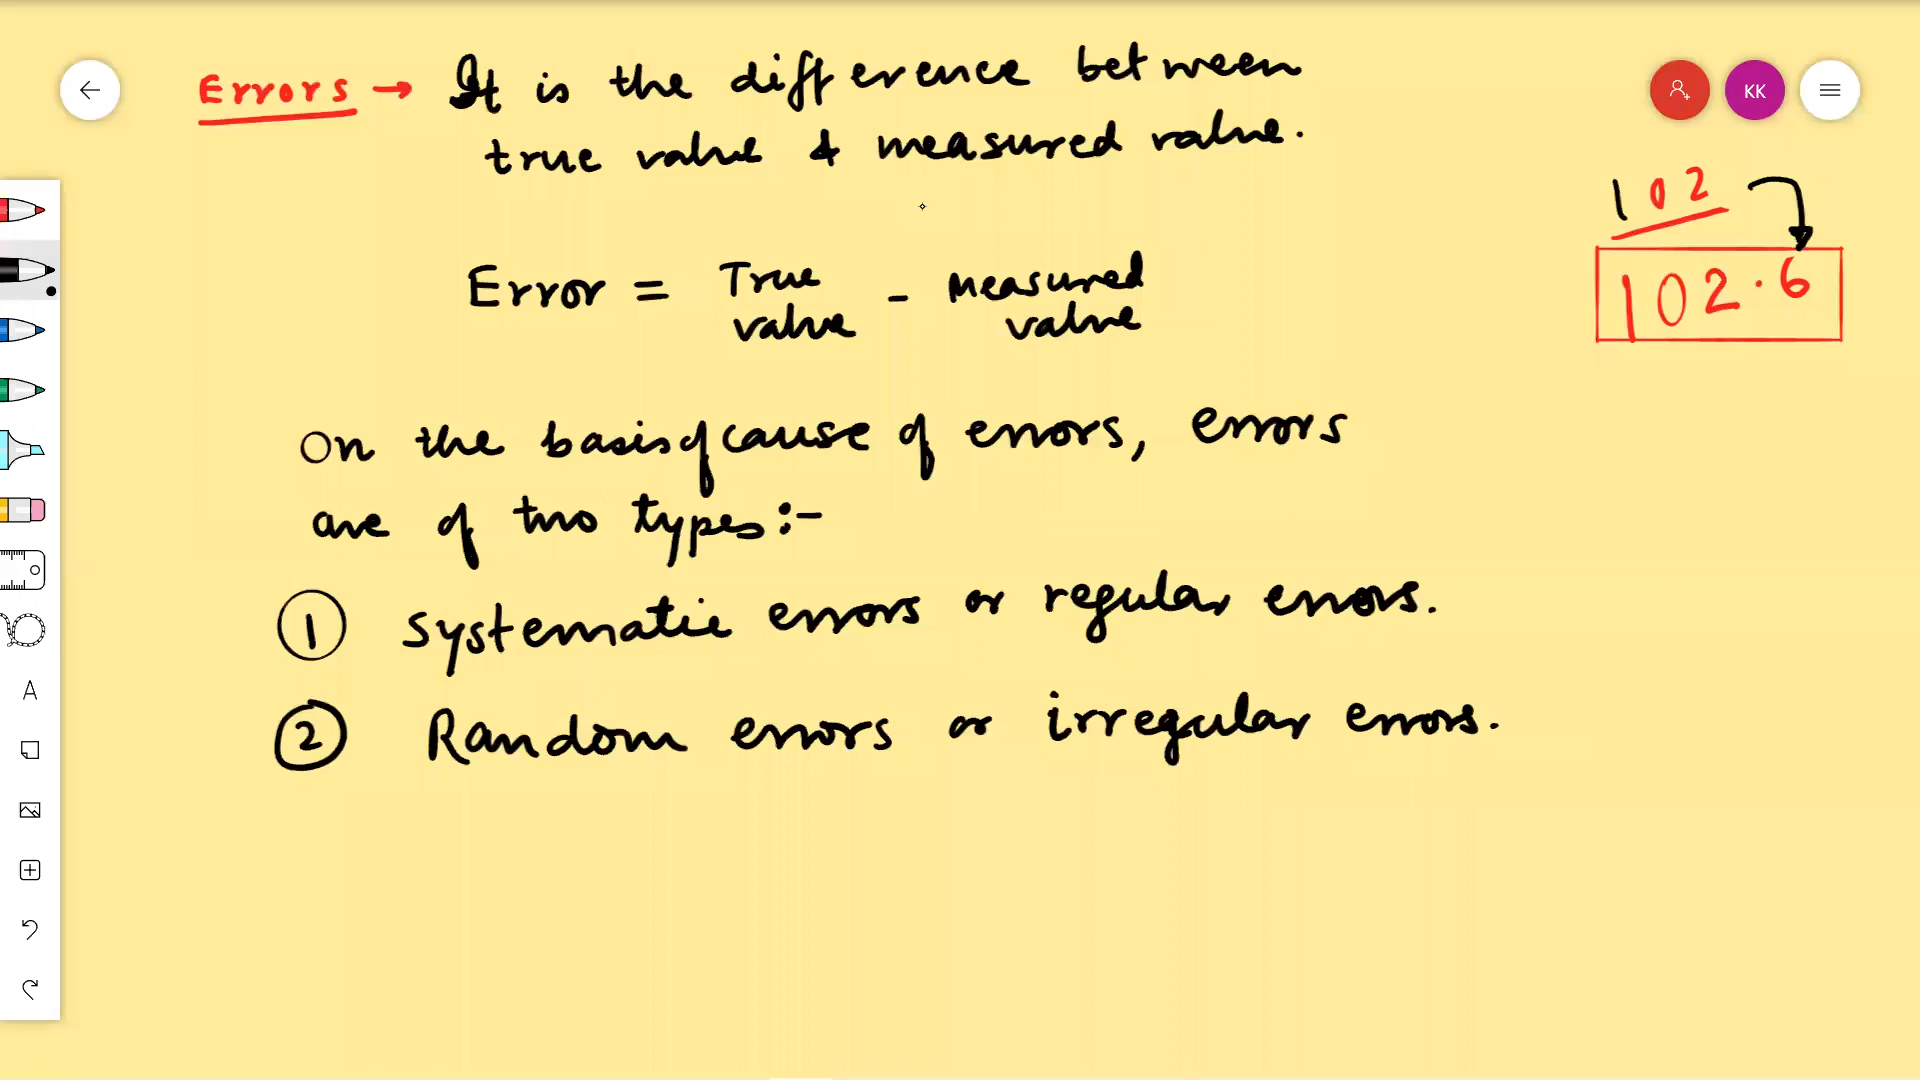 Errors → It is the difference between
true value & measured value.
102
102.6
Error = True value - Measured value
On the basis of cause of errors, errors
are of two types:-
① Systematic errors or regular errors.
② Random errors or irregular errors.
KK
A